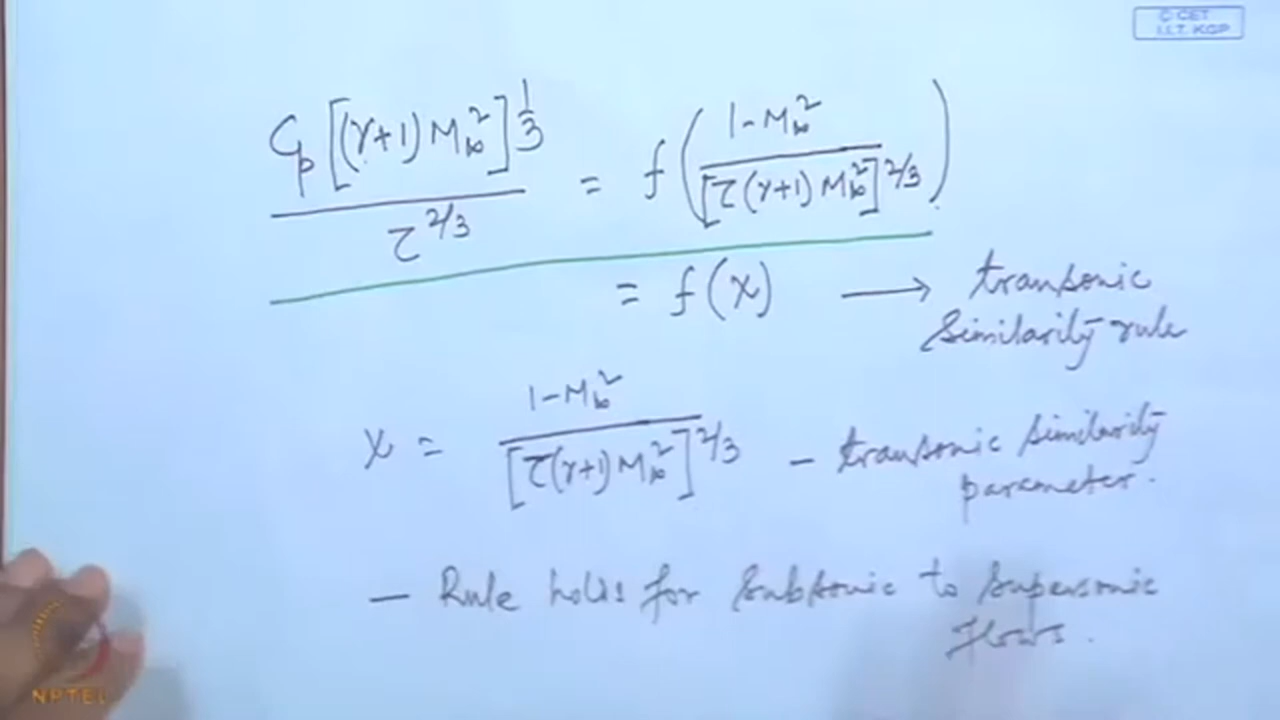 © CET
I.I.T. KGP
Cp[(γ+1)M∞²]^(1/3) / τ^(2/3) = f( (1-M∞²) / [τ(γ+1)M∞²]^(2/3) )
= f(χ) → transonic
similarity rule
χ = (1-M∞²) / [τ(γ+1)M∞²]^(2/3) - transonic similarity
parameter.
- Rule holds for subsonic to supersonic
flows.
NPTEL